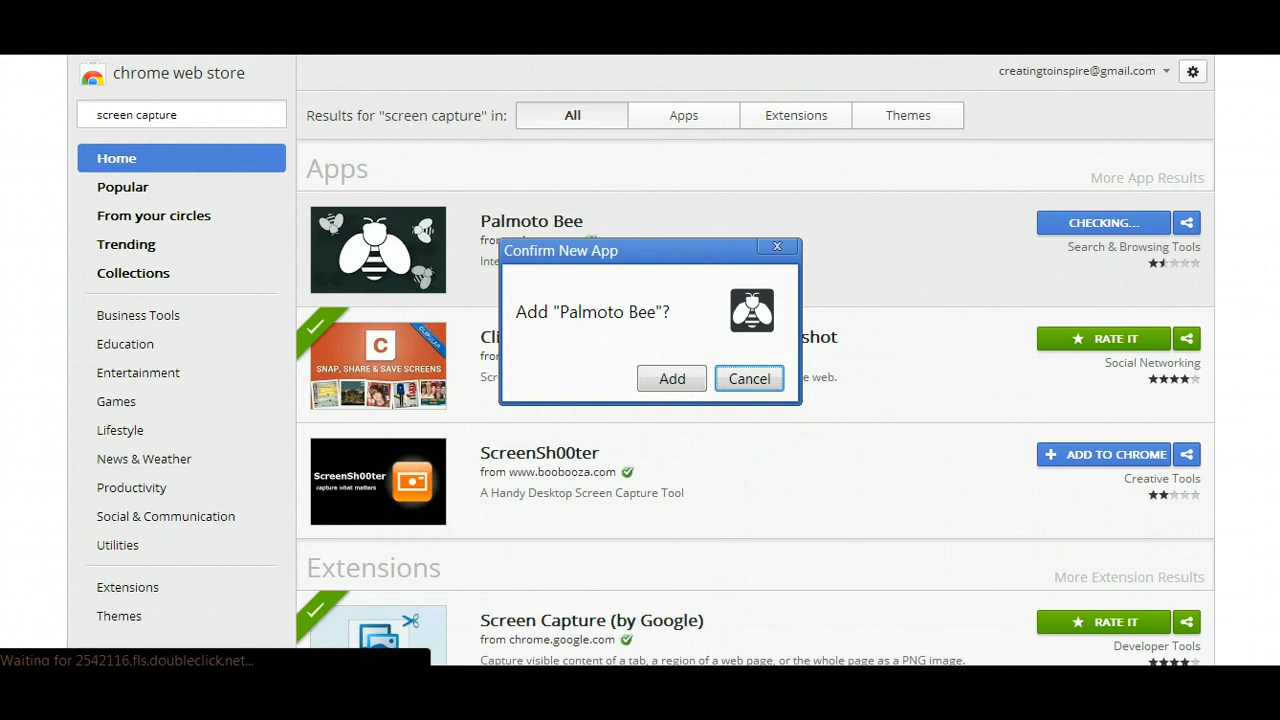 chrome web store
creatingtoinspire@gmail.com
screen capture
Results for "screen capture" in:
All
Apps
Extensions
Themes
Home
Popular
From your circles
Trending
Collections
Business Tools
Education
Entertainment
Games
Lifestyle
News & Weather
Productivity
Social & Communication
Utilities
Extensions
Themes
Apps
More App Results
Palmoto Bee
from
CHECKING...
Search & Browsing Tools
Confirm New App
Add "Palmoto Bee"?
Add
Cancel
C
CLIPULAR
SNAP, SHARE & SAVE SCREENS
RATE IT
Social Networking
the web.
ScreenSh00ter
capture what matters
ScreenSh00ter
from www.boobooza.com
A Handy Desktop Screen Capture Tool
ADD TO CHROME
Creative Tools
Extensions
More Extension Results
Screen Capture (by Google)
from chrome.google.com
Capture visible content of a tab, a region of a web page, or the whole page as a PNG image.
RATE IT
Developer Tools
Waiting for 2542116.fls.doubleclick.net...